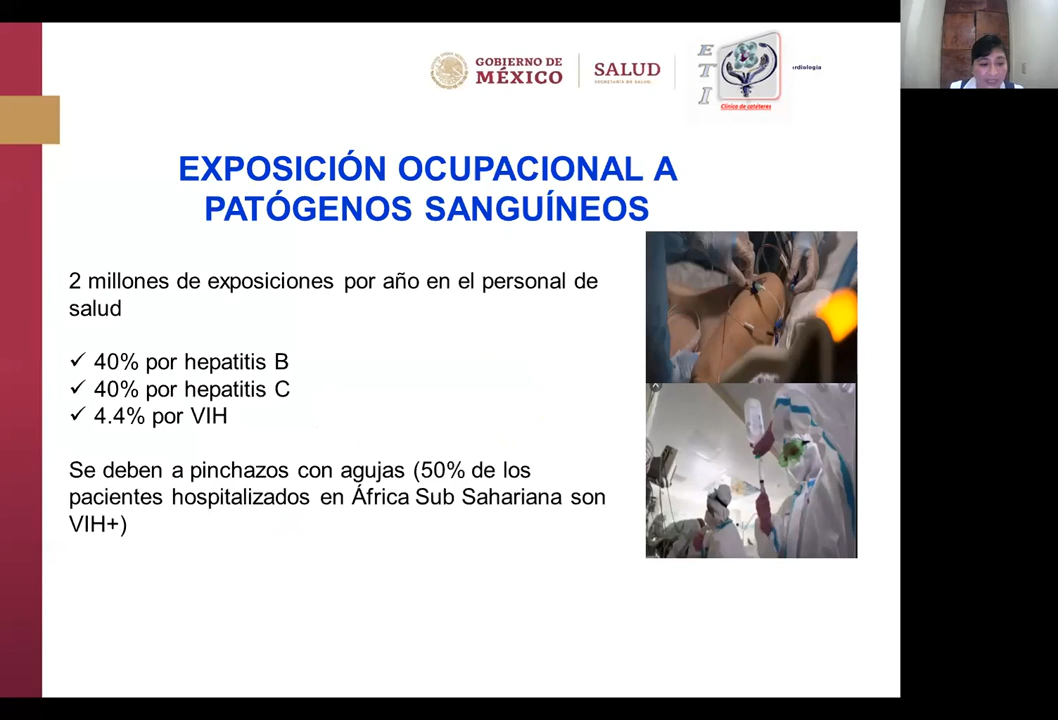 GOBIERNO DE
MÉXICO
SALUD
SECRETARÍA DE SALUD
ETI
Clínica de catéteres
rdiología
EXPOSICIÓN OCUPACIONAL A
PATÓGENOS SANGUÍNEOS
2 millones de exposiciones por año en el personal de
salud
✓ 40% por hepatitis B
✓ 40% por hepatitis C
✓ 4.4% por VIH
Se deben a pinchazos con agujas (50% de los
pacientes hospitalizados en África Sub Sahariana son
VIH+)